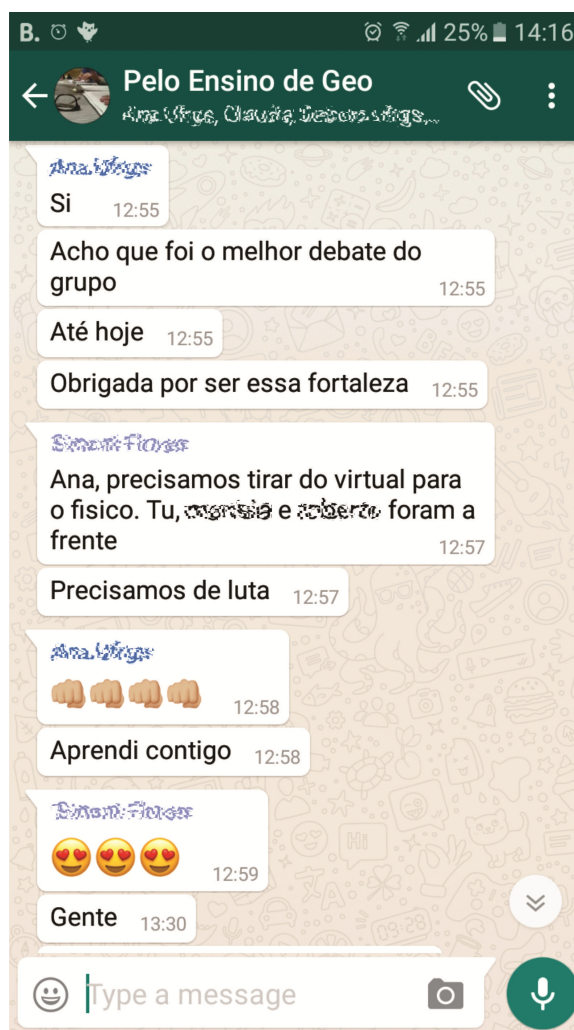 B. 25% 14:16
Pelo Ensino de Geo
Si 12:55
Acho que foi o melhor debate do
grupo 12:55
Até hoje 12:55
Obrigada por ser essa fortaleza 12:55
Ana, precisamos tirar do virtual para
o fisico. Tu, e foram a
frente 12:57
Precisamos de luta 12:57
12:58
Aprendi contigo 12:58
12:59
Gente 13:30
Type a message